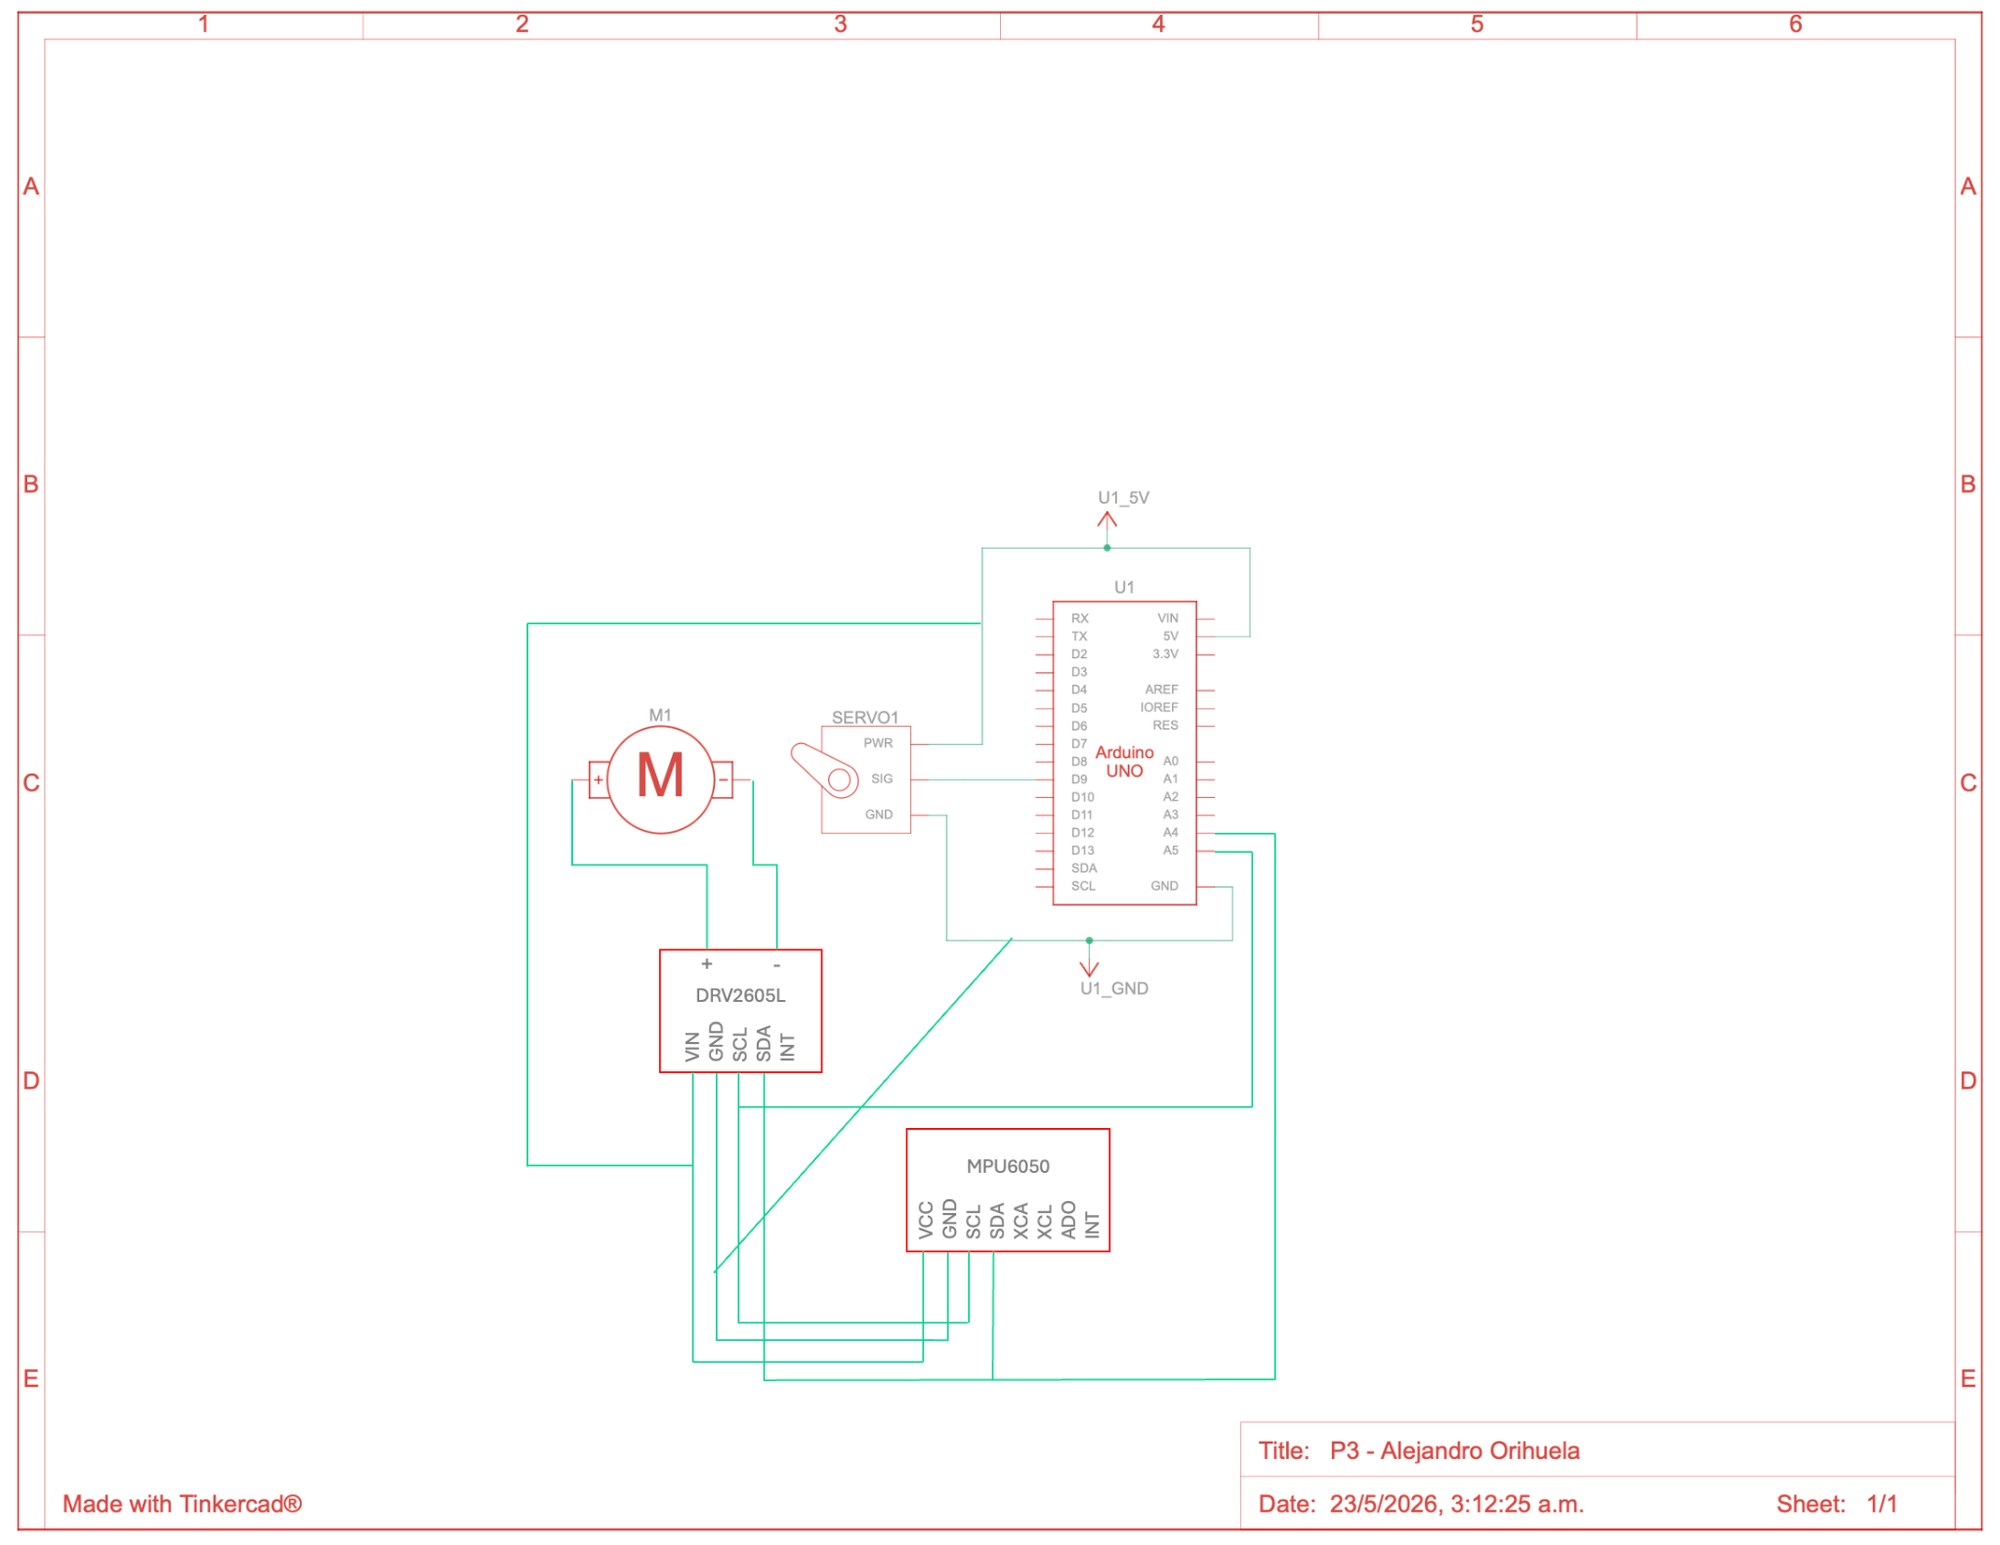 1 2 3 4 5 6
A A
B B
U1_5V
U1
RX VIN
TX 5V
D2 3.3V
D3
D4 AREF
D5 IOREF
D6 RES
D7
D8 A0
D9 A1
D10 A2
D11 A3
D12 A4
D13 A5
SDA
SCL GND
Arduino
UNO
M1
+ M -
SERVO1
PWR
SIG
GND
C C
U1_GND
+ -
DRV2605L
VIN GND SCL SDA INT
D D
MPU6050
VCC GND SCL SDA XCA XCL ADO INT
E E
Title: P3 - Alejandro Orihuela
Date: 23/5/2026, 3:12:25 a.m. Sheet: 1/1
Made with Tinkercad®